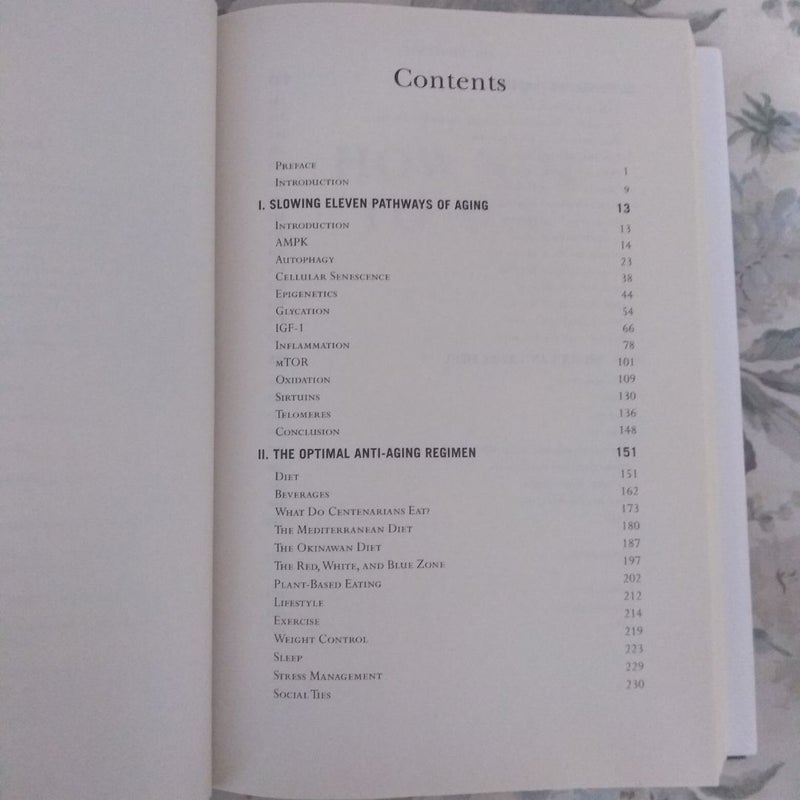 Contents
Preface 1
Introduction 9
I. SLOWING ELEVEN PATHWAYS OF AGING 13
Introduction 13
AMPK 14
Autophagy 23
Cellular Senescence 38
Epigenetics 44
Glycation 54
IGF-1 66
Inflammation 78
mTOR 101
Oxidation 109
Sirtuins 130
Telomeres 136
Conclusion 148
II. THE OPTIMAL ANTI-AGING REGIMEN 151
Diet 151
Beverages 162
What Do Centenarians Eat? 173
The Mediterranean Diet 180
The Okinawan Diet 187
The Red, White, and Blue Zone 197
Plant-Based Eating 202
Lifestyle 212
Exercise 214
Weight Control 219
Sleep 223
Stress Management 229
Social Ties 230